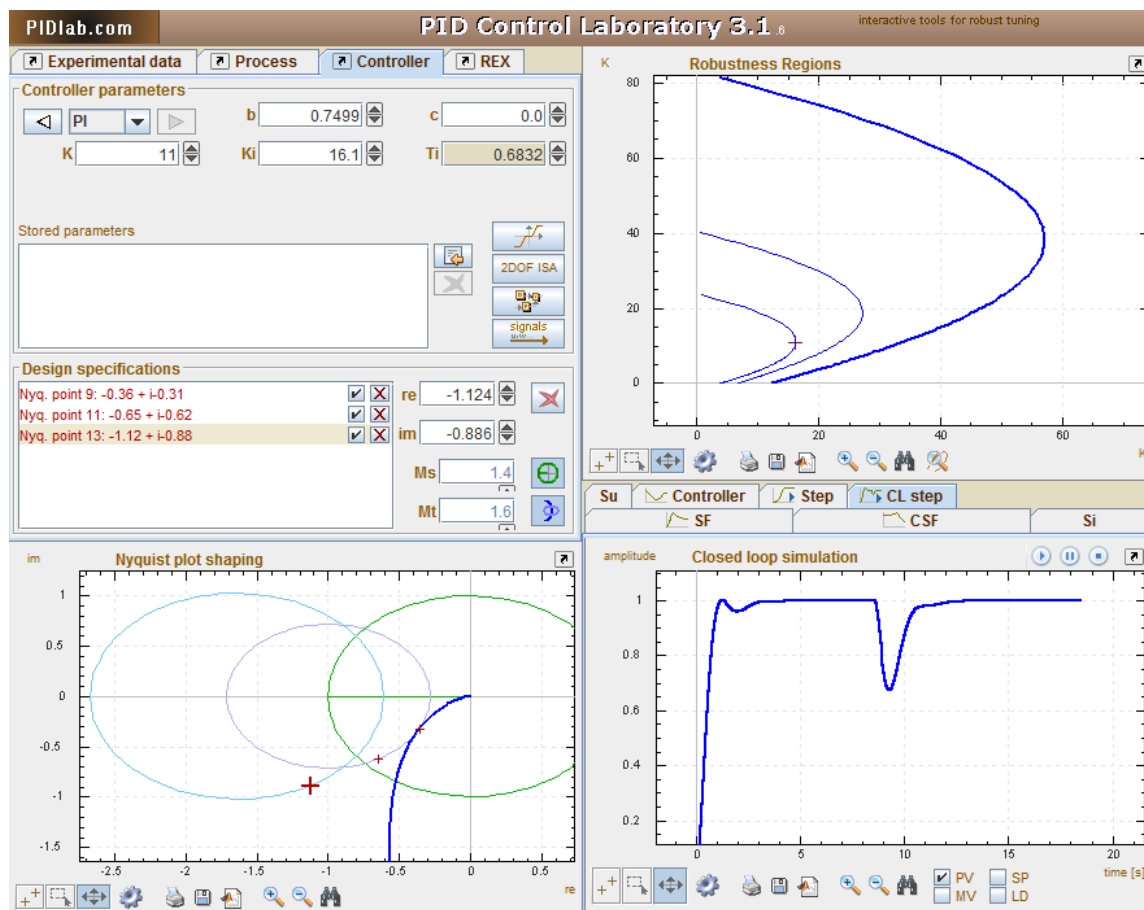 PIDlab.com
PID Control Laboratory 3.1 .6
interactive tools for robust tuning
Experimental data
Process
Controller
REX
Controller parameters
PI
b 0.7499
c 0.0
K 11
Ki 16.1
Ti 0.6832
Stored parameters
2DOF ISA
signals
Design specifications
Nyq. point 9: -0.36 + i-0.31
Nyq. point 11: -0.65 + i-0.62
Nyq. point 13: -1.12 + i-0.88
re -1.124
im -0.886
Ms 1.4
Mt 1.6
K
Robustness Regions
80
60
40
20
0
0 20 40 60
K
Su
Controller
Step
CL step
SF
CSF
Si
im
Nyquist plot shaping
1
0.5
0
-0.5
-1
-1.5
-2.5 -2 -1.5 -1 -0.5 0 0.5
re
amplitude
Closed loop simulation
1
0.8
0.6
0.4
0.2
0 5 10 15 20
time [s]
PV
SP
MV
LD